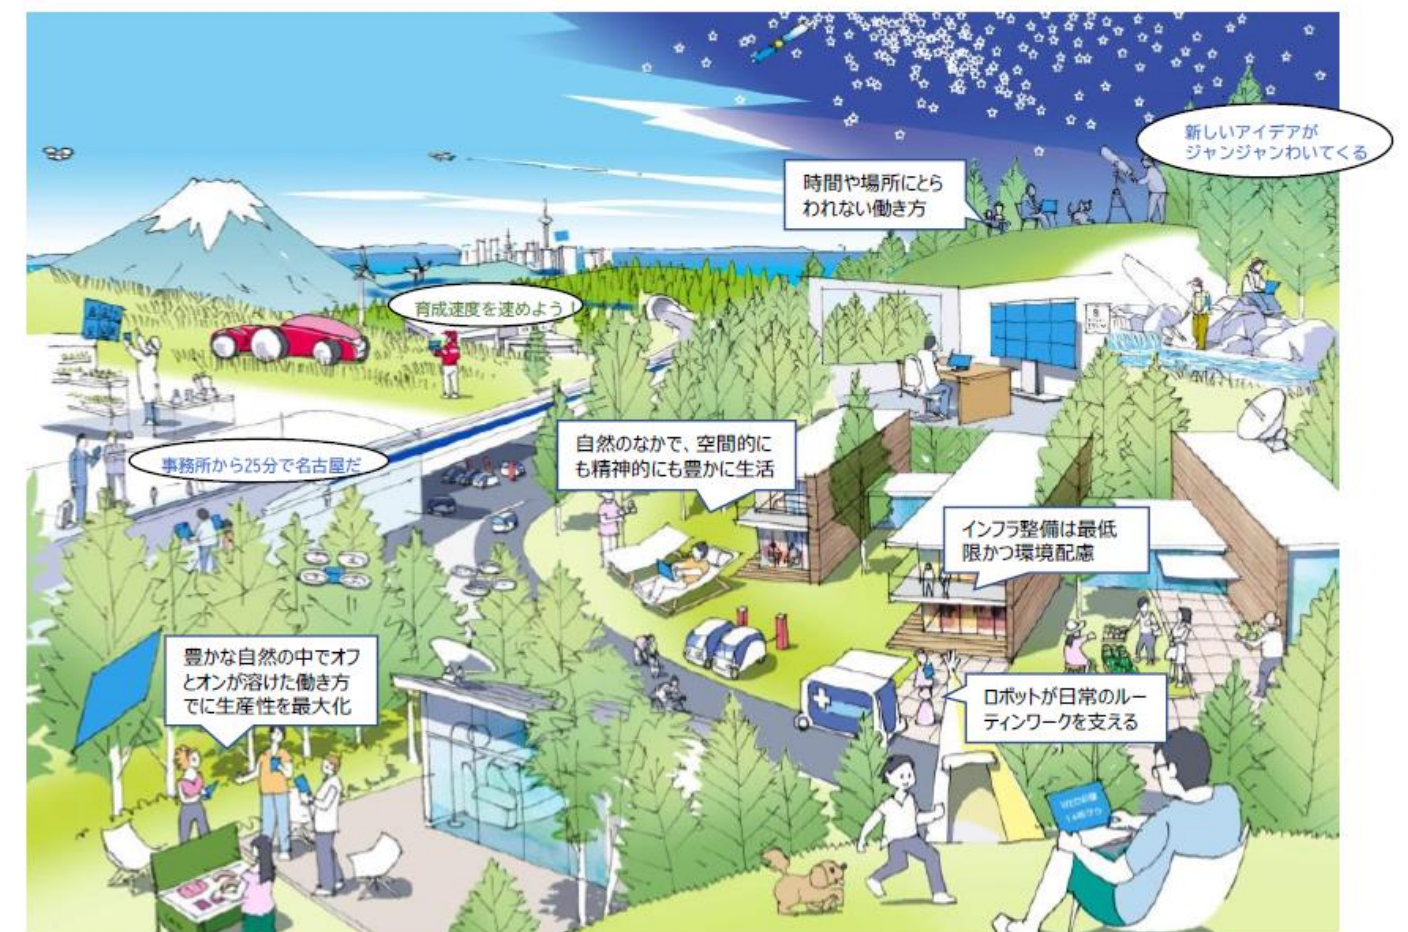 新しいアイデアが
ジャンジャンわいてくる
時間や場所にとら
われない働き方
育成速度を速めよう！
自然のなかで、空間的に
も精神的にも豊かに生活
事務所から25分で名古屋だ
インフラ整備は最低
限かつ環境配慮
豊かな自然の中でオフ
とオンが溶けた働き方
でに生産性を最大化
ロボットが日常のルー
ティンワークを支える